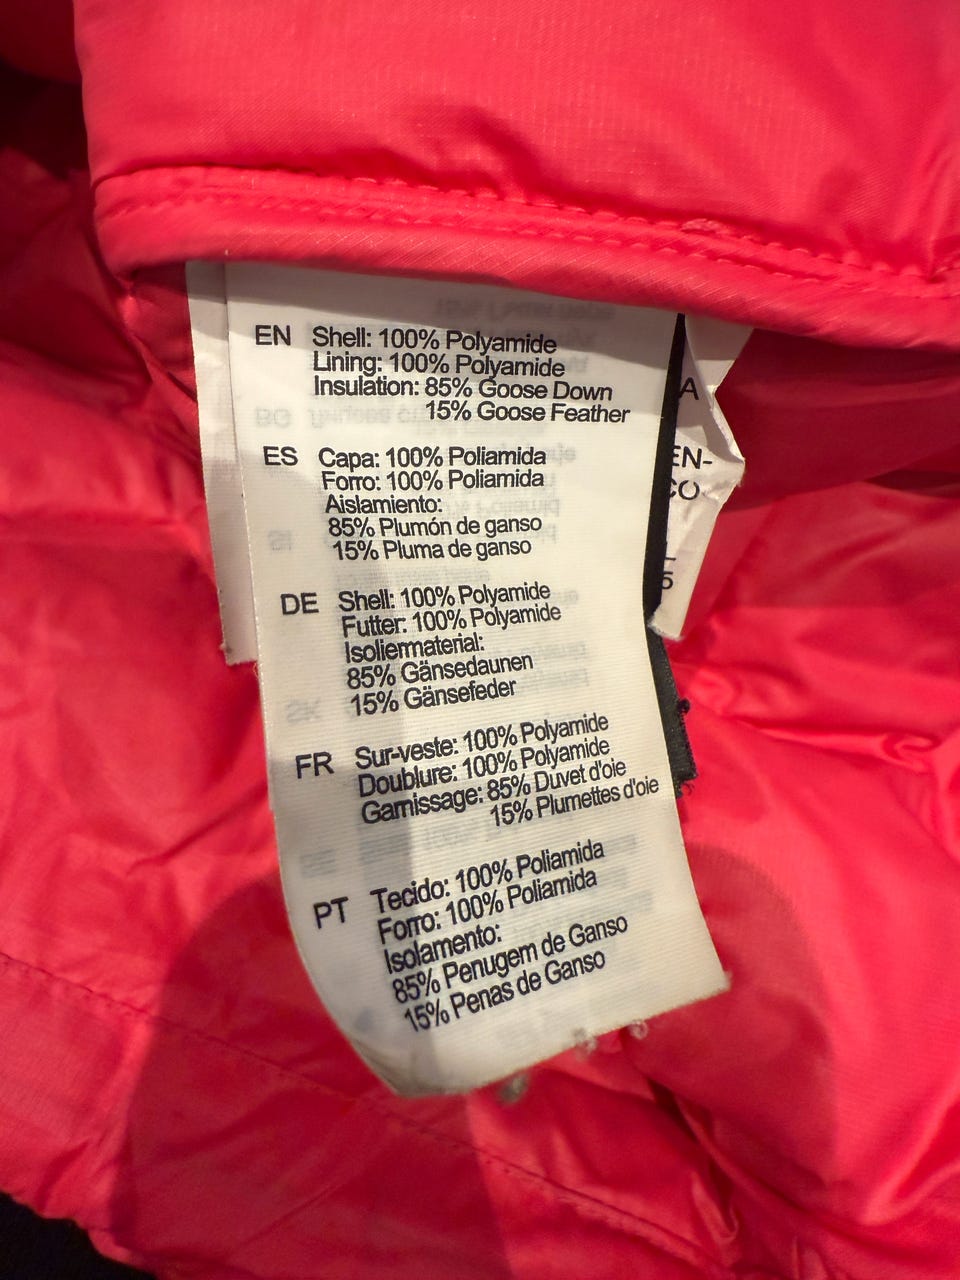 EN Shell: 100% Polyamide
Lining: 100% Polyamide
Insulation: 85% Goose Down
15% Goose Feather
ES Capa: 100% Poliamida
Forro: 100% Poliamida
Aislamiento:
85% Plumón de ganso
15% Pluma de ganso
DE Shell: 100% Polyamide
Futter: 100% Polyamide
Isoliermaterial:
85% Gänsedaunen
15% Gänsefeder
FR Sur-veste: 100% Polyamide
Doublure: 100% Polyamide
Garnissage: 85% Duvet d'oie
15% Plumettes d'oie
PT Tecido: 100% Poliamida
Forro: 100% Poliamida
Isolamento:
85% Penugem de Ganso
15% Penas de Ganso
A
EN-
CO
5